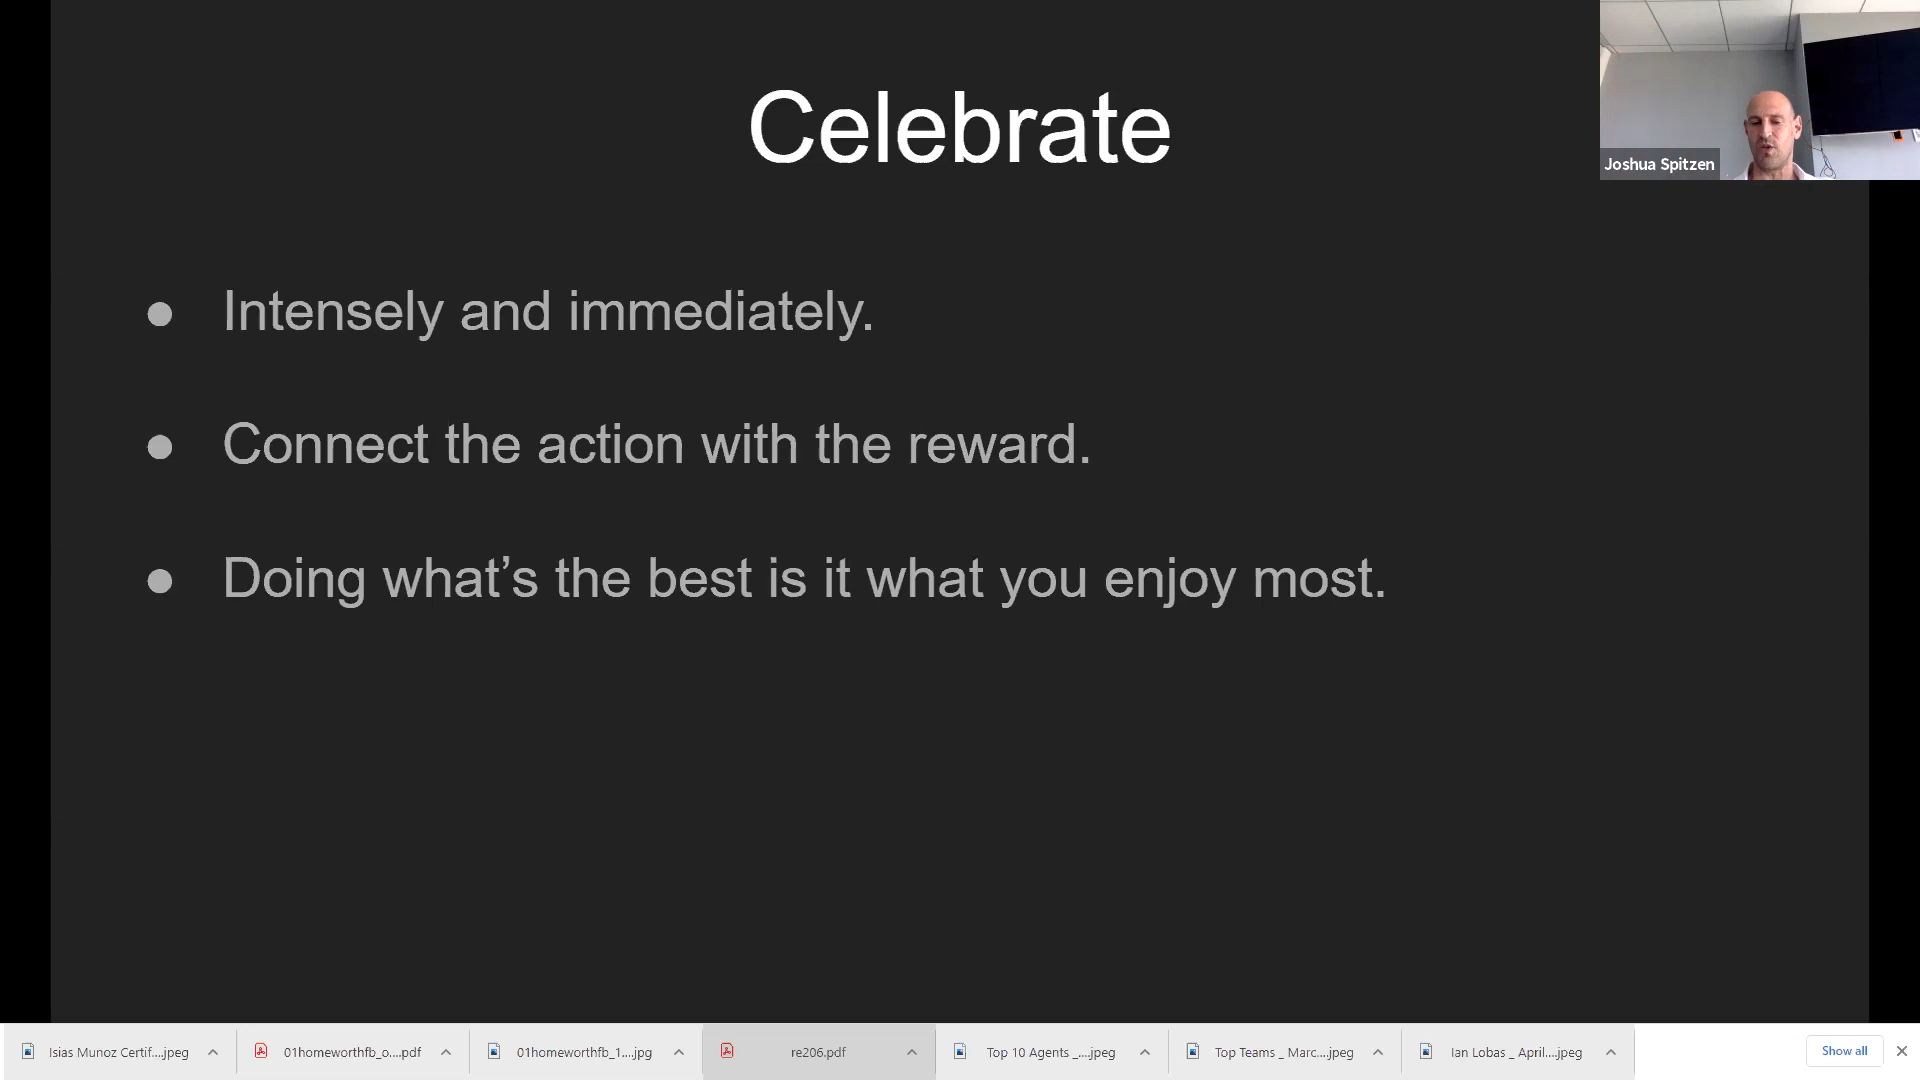 Celebrate
Joshua Spitzen
● Intensely and immediately.
● Connect the action with the reward.
● Doing what’s the best is it what you enjoy most.
Isias Munoz Certif....jpeg
01homeworthfb_o....pdf
01homeworthfb_1....jpg
re206.pdf
Top 10 Agents _....jpeg
Top Teams _ Marc....jpeg
Ian Lobas _ April....jpeg
Show all